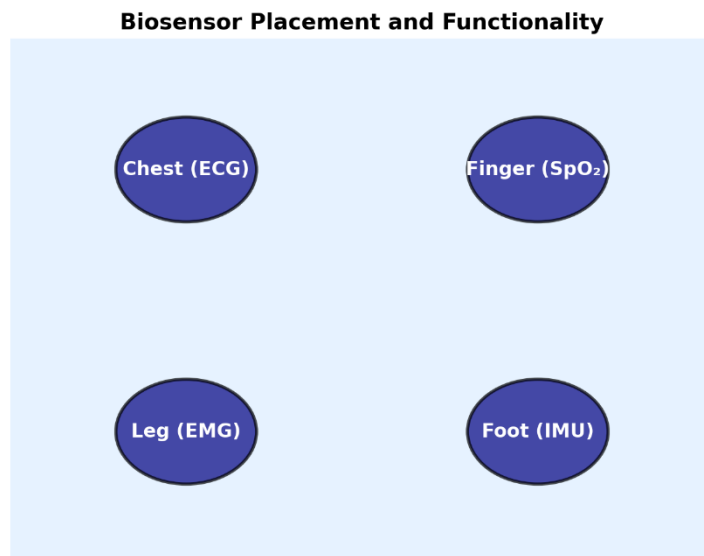 Biosensor Placement and Functionality
Chest (ECG)
Finger (SpO₂)
Leg (EMG)
Foot (IMU)